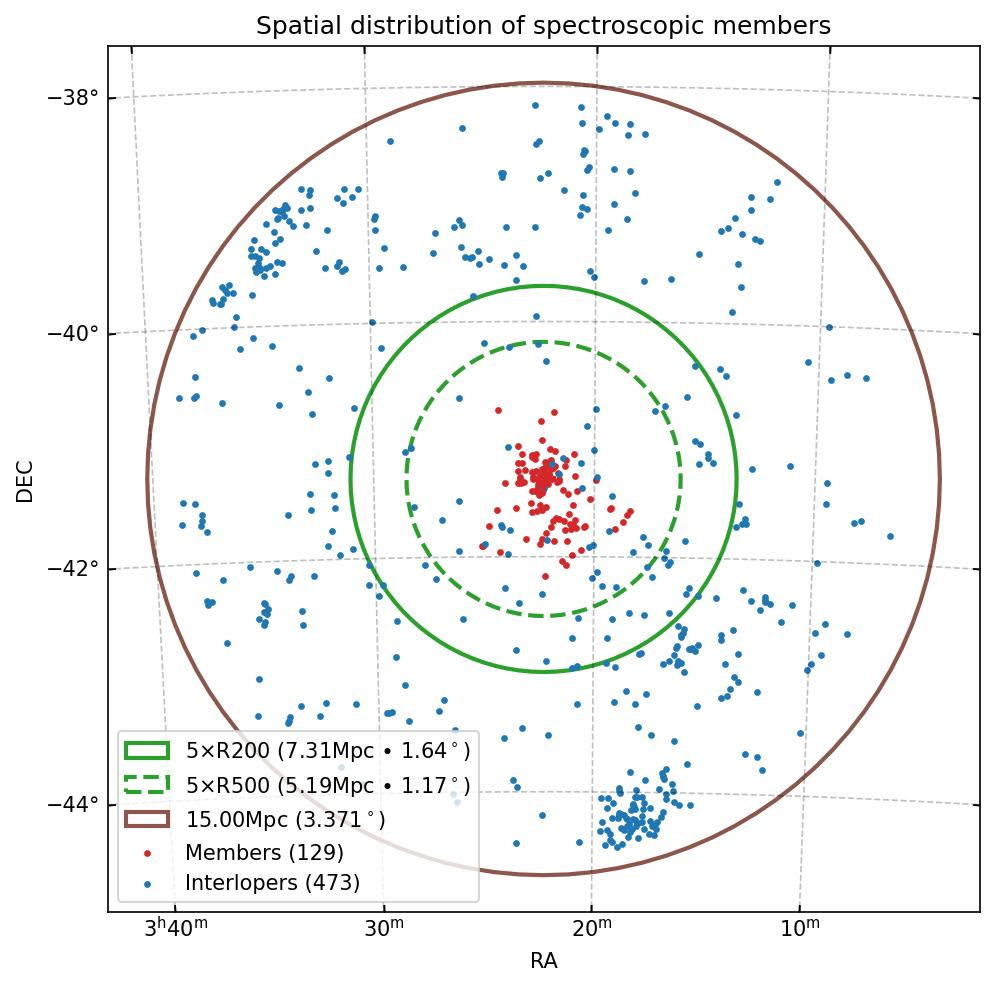 Spatial distribution of spectroscopic members
DEC
−38°
−40°
−42°
−44°
5×R200 (7.31Mpc • 1.64°)
5×R500 (5.19Mpc • 1.17°)
15.00Mpc (3.371°)
Members (129)
Interlopers (473)
3ʰ40ᵐ 30ᵐ 20ᵐ 10ᵐ
RA